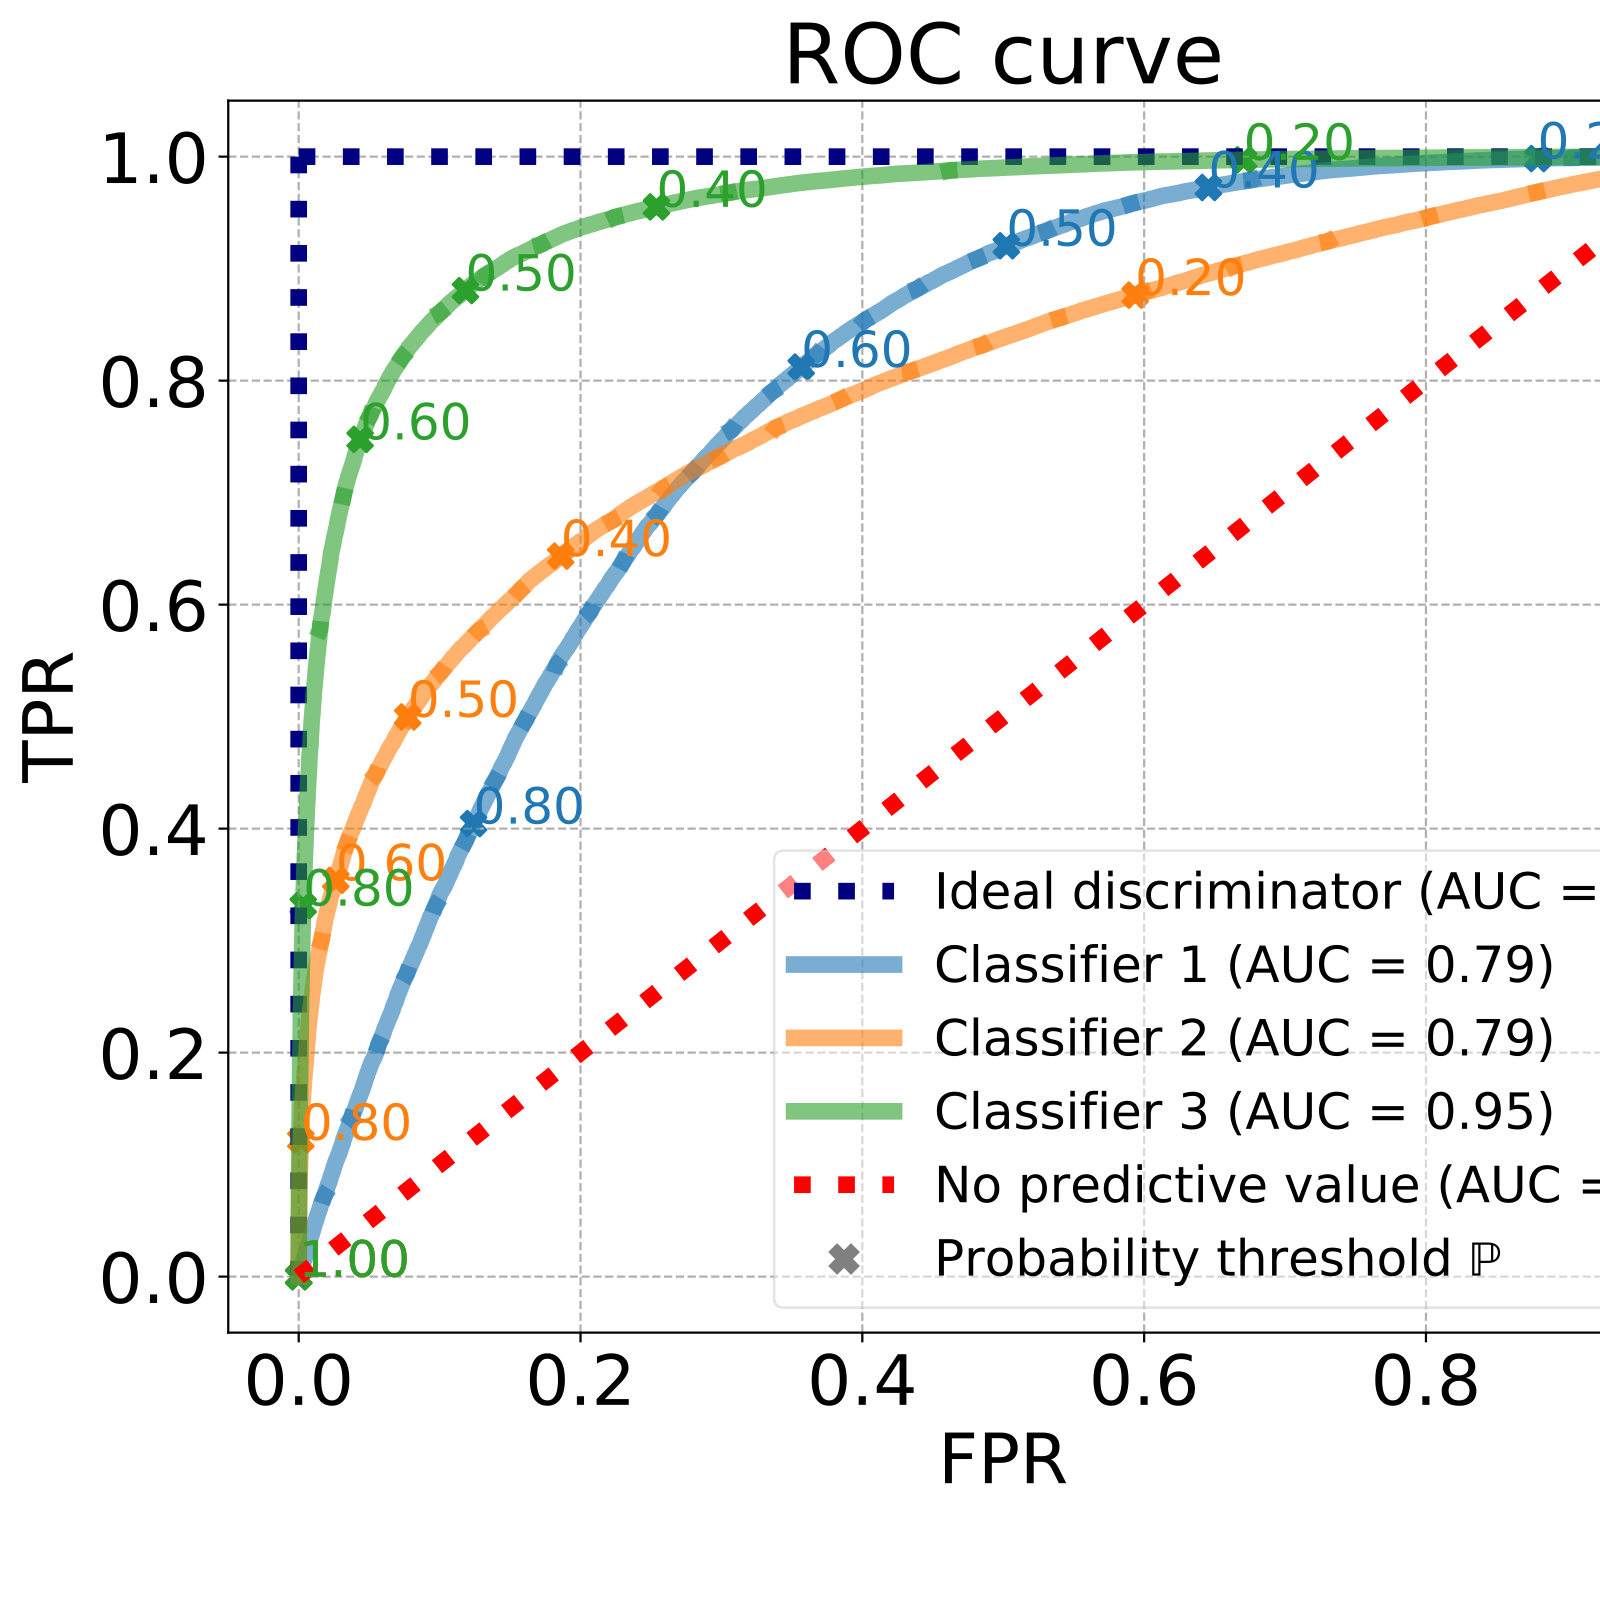 ROC curve
1.0
0.8
0.6
0.4
0.2
0.0
TPR
0.20
0.40
0.40
0.50
0.50
0.20
0.60
0.60
0.40
0.50
0.80
0.60
0.80
0.80
1.00
Ideal discriminator (AUC =
Classifier 1 (AUC = 0.79)
Classifier 2 (AUC = 0.79)
Classifier 3 (AUC = 0.95)
No predictive value (AUC =
Probability threshold ℙ
0.0 0.2 0.4 0.6 0.8
FPR